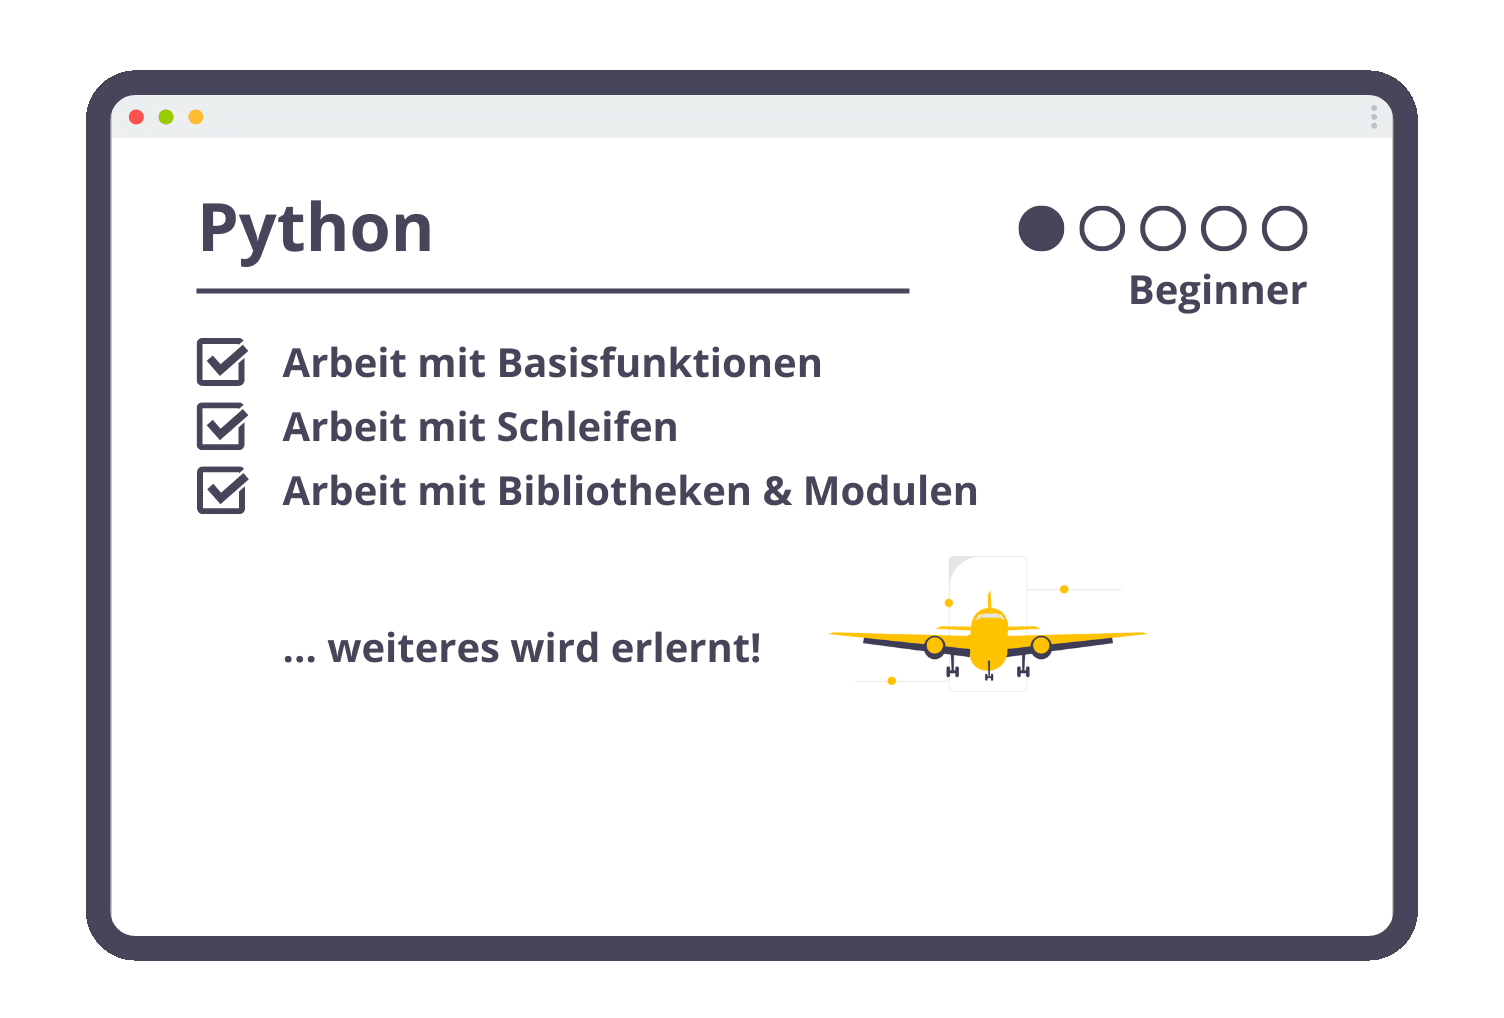 Python
Beginner
Arbeit mit Basisfunktionen
Arbeit mit Schleifen
Arbeit mit Bibliotheken & Modulen
... weiteres wird erlernt!